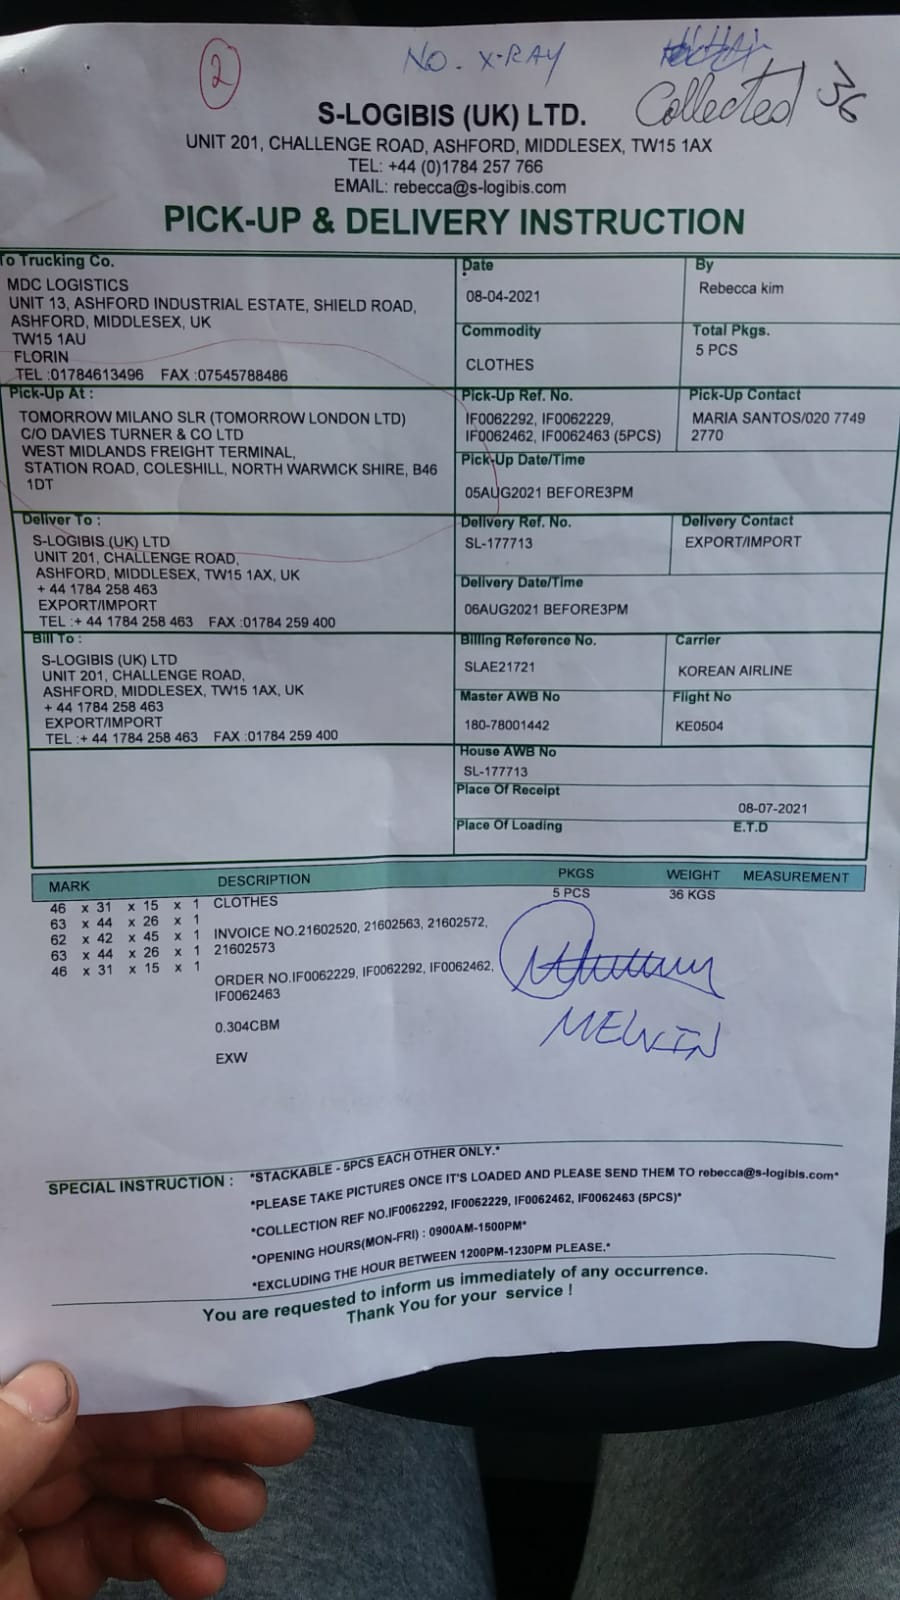 2
NO. X-RAY
Collected 36
S-LOGIBIS (UK) LTD.
UNIT 201, CHALLENGE ROAD, ASHFORD, MIDDLESEX, TW15 1AX
TEL: +44 (0)1784 257 766
EMAIL: rebecca@s-logibis.com
PICK-UP & DELIVERY INSTRUCTION
To Trucking Co.
MDC LOGISTICS
UNIT 13, ASHFORD INDUSTRIAL ESTATE, SHIELD ROAD,
ASHFORD, MIDDLESEX, UK
TW15 1AU
FLORIN
TEL :01784613496 FAX :07545788486
Date
08-04-2021
By
Rebecca kim
Commodity
CLOTHES
Total Pkgs.
5 PCS
Pick-Up At :
TOMORROW MILANO SLR (TOMORROW LONDON LTD)
C/O DAVIES TURNER & CO LTD
WEST MIDLANDS FREIGHT TERMINAL,
STATION ROAD, COLESHILL, NORTH WARWICK SHIRE, B46
1DT
Pick-Up Ref. No.
IF0062292, IF0062229,
IF0062462, IF0062463 (5PCS)
Pick-Up Contact
MARIA SANTOS/020 7749
2770
Pick-Up Date/Time
05AUG2021 BEFORE3PM
Deliver To :
S-LOGIBIS (UK) LTD
UNIT 201, CHALLENGE ROAD,
ASHFORD, MIDDLESEX, TW15 1AX, UK
+ 44 1784 258 463
EXPORT/IMPORT
TEL :+ 44 1784 258 463 FAX :01784 259 400
Delivery Ref. No.
SL-177713
Delivery Contact
EXPORT/IMPORT
Delivery Date/Time
06AUG2021 BEFORE3PM
Bill To :
S-LOGIBIS (UK) LTD
UNIT 201, CHALLENGE ROAD,
ASHFORD, MIDDLESEX, TW15 1AX, UK
+ 44 1784 258 463
EXPORT/IMPORT
TEL :+ 44 1784 258 463 FAX :01784 259 400
Billing Reference No.
SLAE21721
Carrier
KOREAN AIRLINE
Master AWB No
180-78001442
Flight No
KE0504
House AWB No
SL-177713
Place Of Receipt
08-07-2021
Place Of Loading
E.T.D
MARK DESCRIPTION PKGS WEIGHT MEASUREMENT
46 x 31 x 15 x 1 CLOTHES 5 PCS 36 KGS
63 x 44 x 26 x 1
62 x 42 x 45 x 1 INVOICE NO.21602520, 21602563, 21602572,
63 x 44 x 26 x 1 21602573
46 x 31 x 15 x 1
ORDER NO.IF0062229, IF0062292, IF0062462,
IF0062463
0.304CBM
EXW
SPECIAL INSTRUCTION : *STACKABLE - 5PCS EACH OTHER ONLY.*
*PLEASE TAKE PICTURES ONCE IT'S LOADED AND PLEASE SEND THEM TO rebecca@s-logibis.com*
*COLLECTION REF NO.IF0062292, IF0062229, IF0062462, IF0062463 (5PCS)*
*OPENING HOURS(MON-FRI) : 0900AM-1500PM*
*EXCLUDING THE HOUR BETWEEN 1200PM-1230PM PLEASE.*
You are requested to inform us immediately of any occurrence.
Thank You for your service !